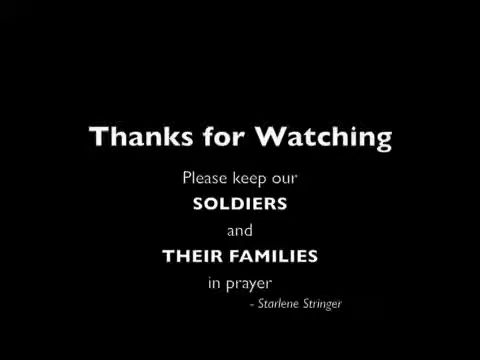 Thanks for Watching
Please keep our
SOLDIERS
and
THEIR FAMILIES
in prayer
- Starlene Stringer